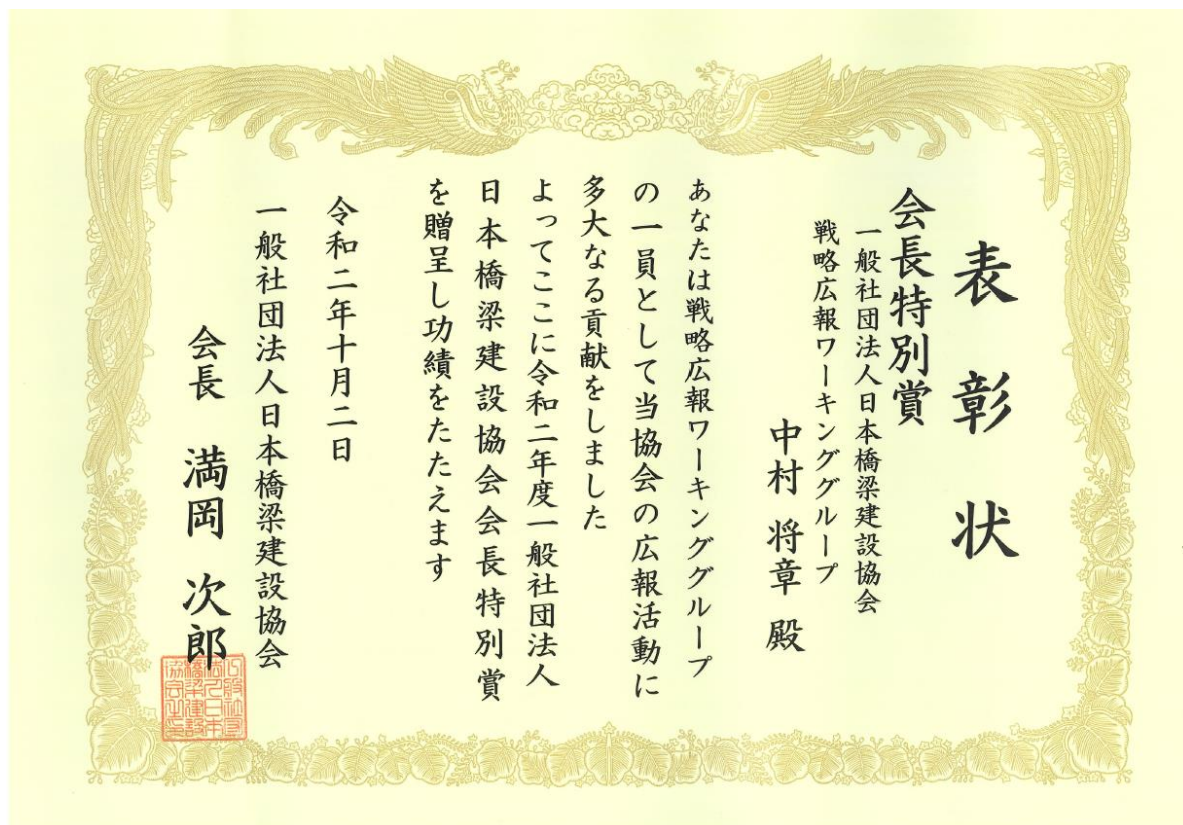 表彰状
会長特別賞
一般社団法人日本橋梁建設協会
戦略広報ワーキンググループ
中村 将章 殿
あなたは戦略広報ワーキンググループ
の一員として当協会の広報活動に
多大なる貢献をしました
よってここに令和二年度一般社団法人
日本橋梁建設協会会長特別賞
を贈呈し功績をたたえます
令和二年十月二日
一般社団法人日本橋梁建設協会
会長 満岡 次郎